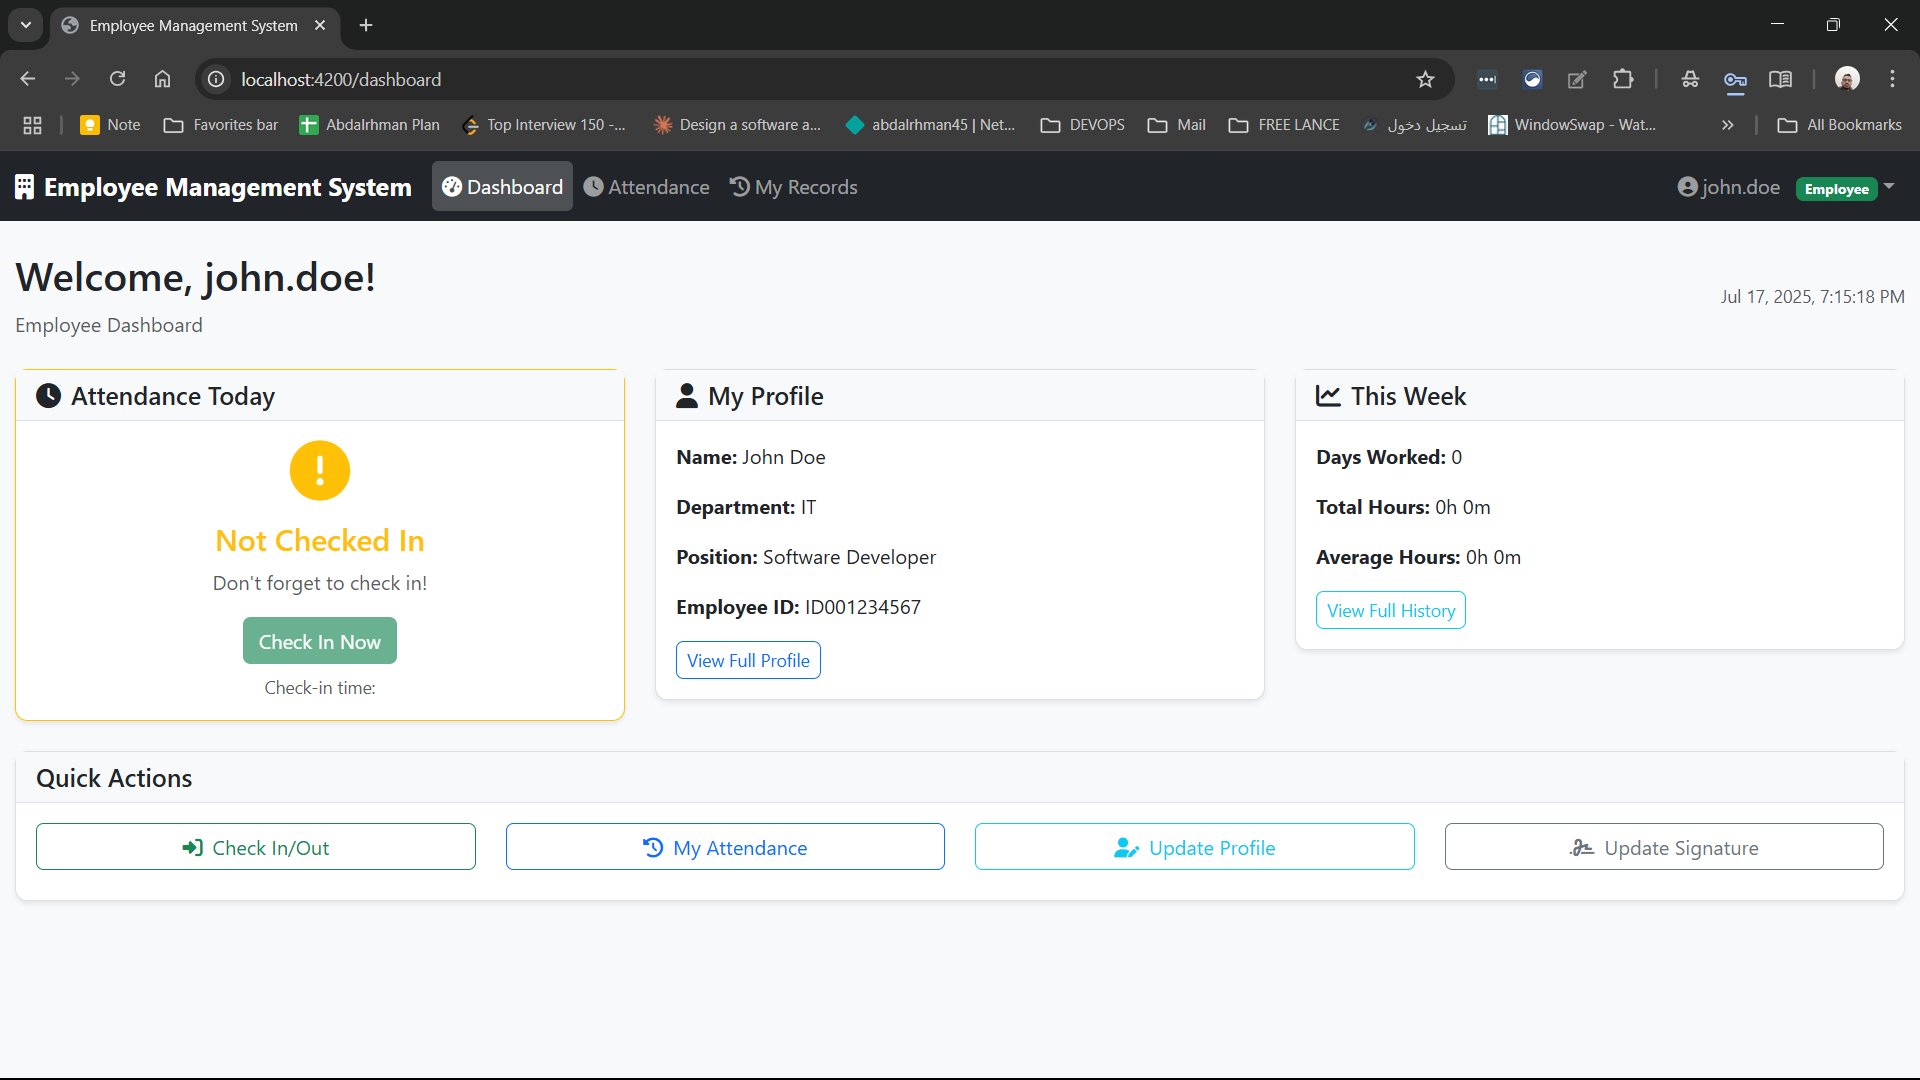 Employee Management System
localhost:4200/dashboard
Note
Favorites bar
Abdalrhman Plan
Top Interview 150 -...
Design a software a...
abdalrhman45 | Net...
DEVOPS
Mail
FREE LANCE
تسجيل دخول
WindowSwap - Wat...
All Bookmarks
Employee Management System
Dashboard
Attendance
My Records
john.doe
Employee
Welcome, john.doe!
Jul 17, 2025, 7:15:18 PM
Employee Dashboard
Attendance Today
Not Checked In
Don't forget to check in!
Check In Now
Check-in time:
My Profile
Name: John Doe
Department: IT
Position: Software Developer
Employee ID: ID001234567
View Full Profile
This Week
Days Worked: 0
Total Hours: 0h 0m
Average Hours: 0h 0m
View Full History
Quick Actions
Check In/Out
My Attendance
Update Profile
Update Signature